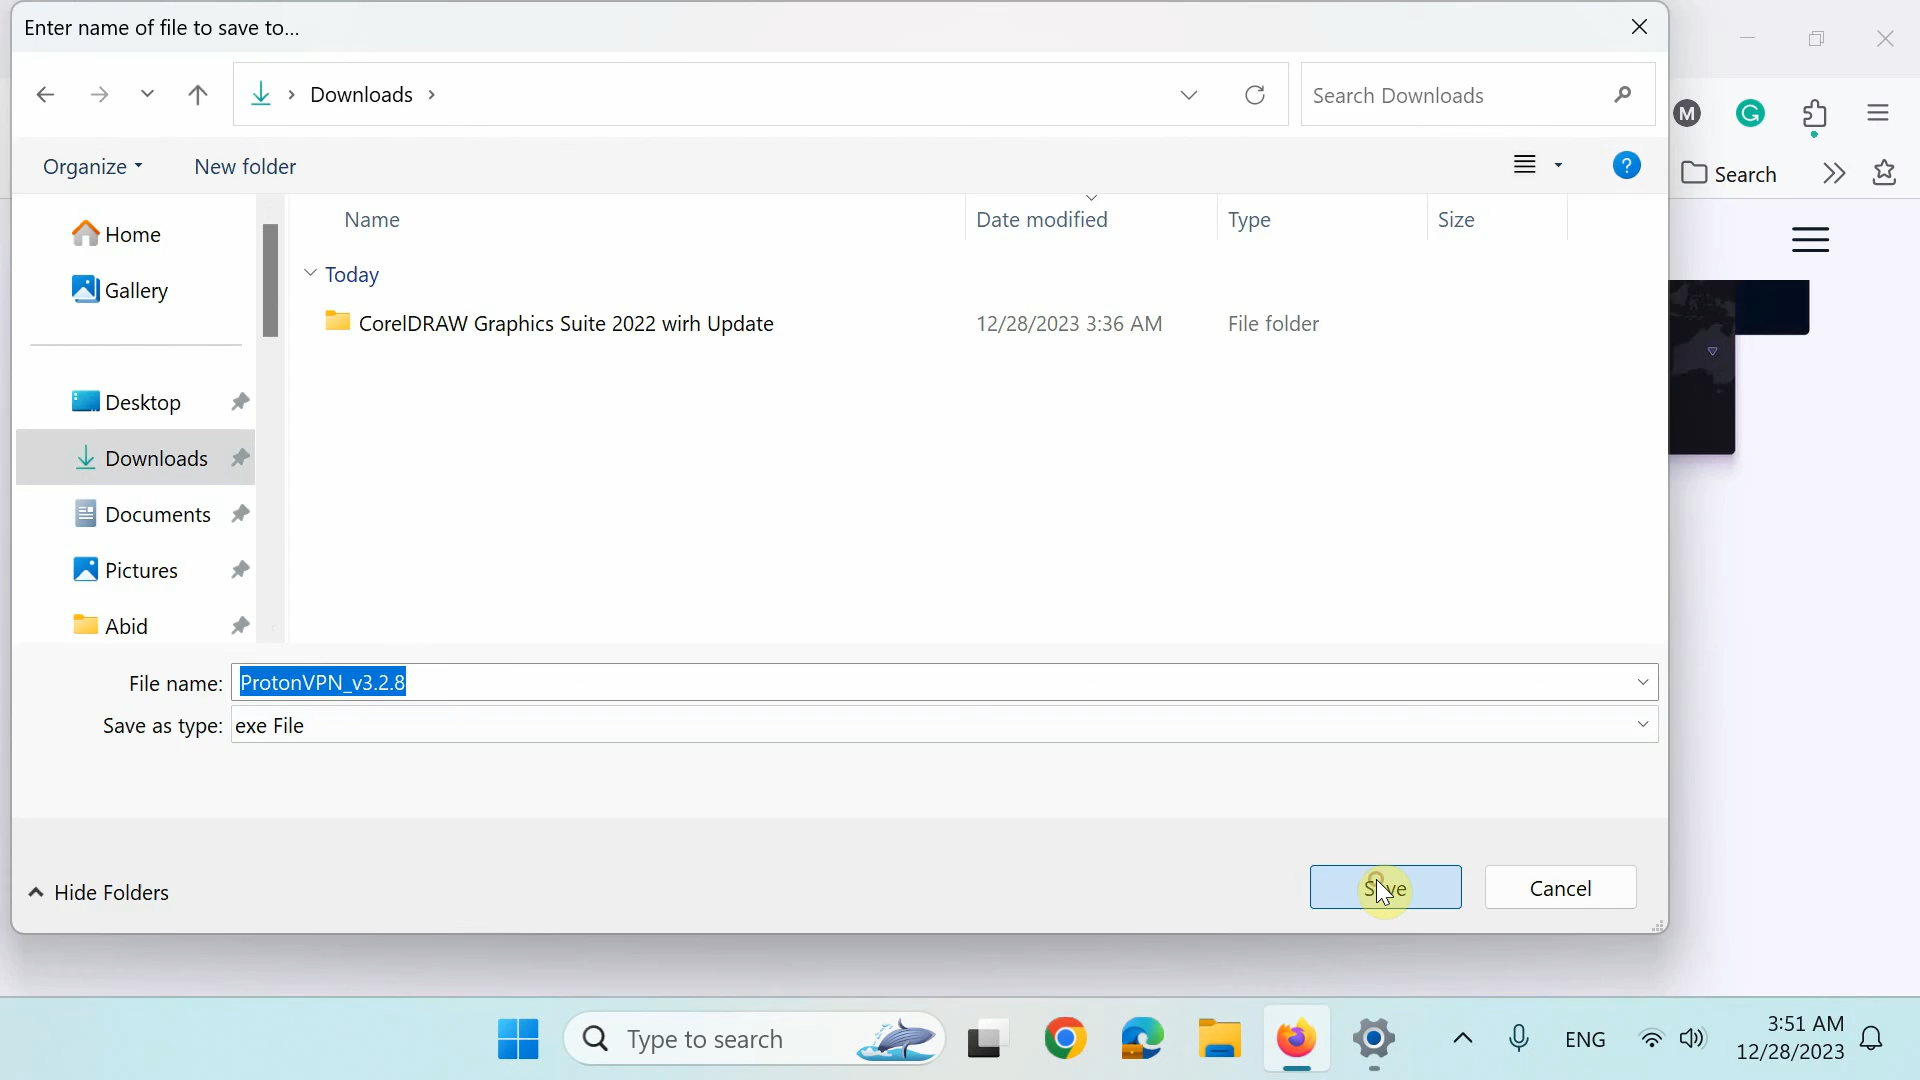 Enter name of file to save to...
Downloads
Search Downloads
M
G
Organize
New folder
?
Search
Home
Gallery
Name
Date modified
Type
Size
Today
CorelDRAW Graphics Suite 2022 wirh Update
12/28/2023 3:36 AM
File folder
Desktop
Downloads
Documents
Pictures
Abid
File name:
ProtonVPN_v3.2.8
Save as type:
exe File
Hide Folders
Save
Cancel
Type to search
ENG
3:51 AM
12/28/2023